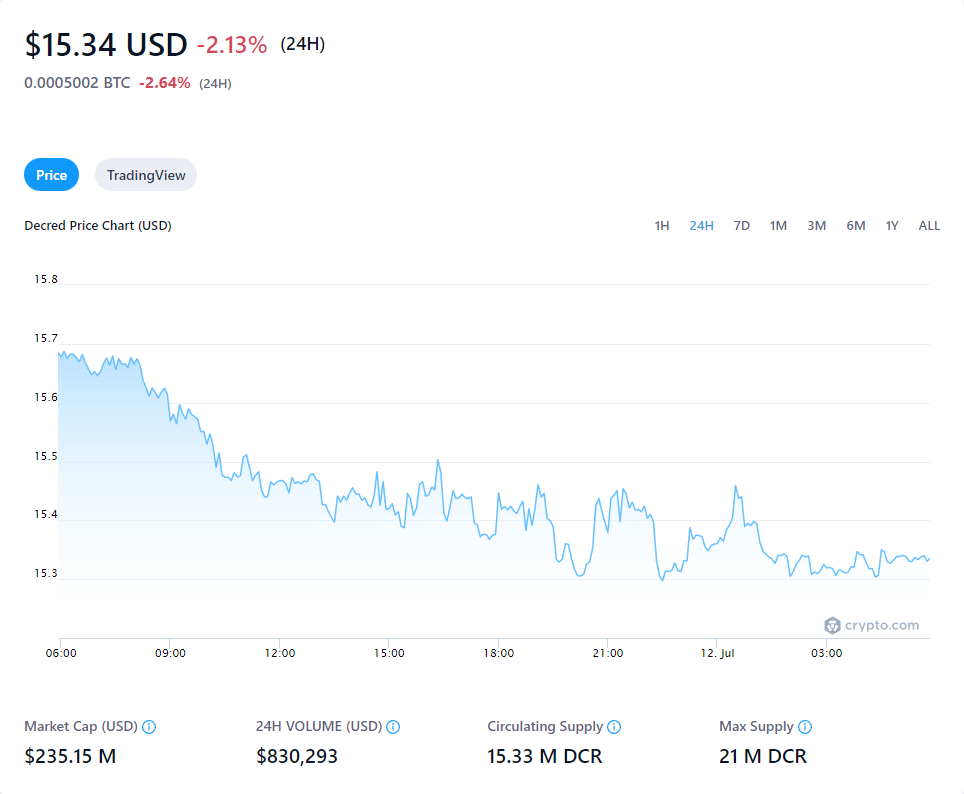 $15.34 USD -2.13% (24H)
0.0005002 BTC -2.64% (24H)
Price TradingView
Decred Price Chart (USD) 1H 24H 7D 1M 3M 6M 1Y ALL
15.8
15.7
15.6
15.5
15.4
15.3
crypto.com
06:00 09:00 12:00 15:00 18:00 21:00 12. Jul 03:00
Market Cap (USD) 24H VOLUME (USD) Circulating Supply Max Supply
$235.15 M $830,293 15.33 M DCR 21 M DCR